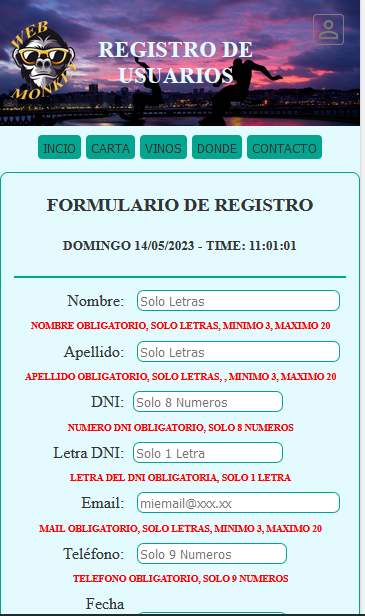 WEB
MONKEY
REGISTRO DE
USUARIOS
INCIO CARTA VINOS DONDE CONTACTO
FORMULARIO DE REGISTRO
DOMINGO 14/05/2023 - TIME: 11:01:01
Nombre: Solo Letras
NOMBRE OBLIGATORIO, SOLO LETRAS, MINIMO 3, MAXIMO 20
Apellido: Solo Letras
APELLIDO OBLIGATORIO, SOLO LETRAS, , MINIMO 3, MAXIMO 20
DNI: Solo 8 Numeros
NUMERO DNI OBLIGATORIO, SOLO 8 NUMEROS
Letra DNI: Solo 1 Letra
LETRA DEL DNI OBLIGATORIA, SOLO 1 LETRA
Email: miemail@xxx.xx
MAIL OBLIGATORIO, SOLO LETRAS, MINIMO 3, MAXIMO 20
Teléfono: Solo 9 Numeros
TELEFONO OBLIGATORIO, SOLO 9 NUMEROS
Fecha